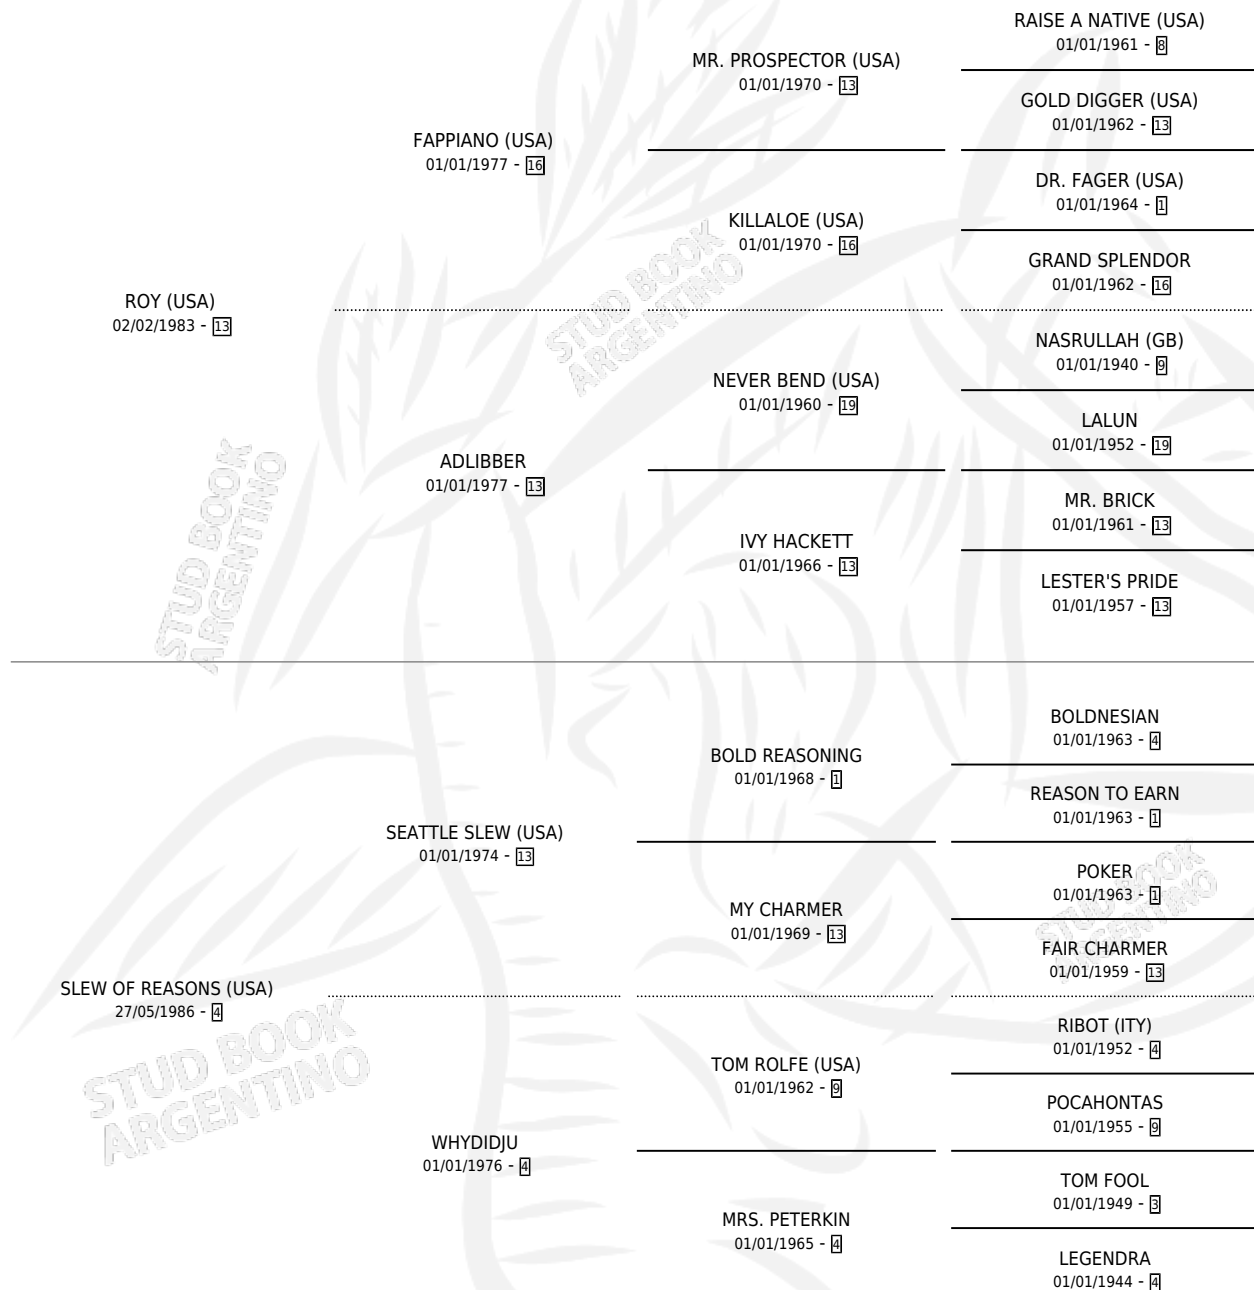 RAISE A NATIVE (USA)
01/01/1961 - 8
MR. PROSPECTOR (USA)
01/01/1970 - 13
GOLD DIGGER (USA)
01/01/1962 - 13
FAPPIANO (USA)
01/01/1977 - 16
DR. FAGER (USA)
01/01/1964 - 1
KILLALOE (USA)
01/01/1970 - 16
GRAND SPLENDOR
01/01/1962 - 16
STUD BOOK
ARGENTINO
ROY (USA)
02/02/1983 - 13
NASRULLAH (GB)
01/01/1940 - 9
NEVER BEND (USA)
01/01/1960 - 19
LALUN
01/01/1952 - 19
ADLIBBER
01/01/1977 - 13
MR. BRICK
01/01/1961 - 13
IVY HACKETT
01/01/1966 - 13
LESTER'S PRIDE
01/01/1957 - 13
STUD BOOK
ARGENTINO
BOLDNESIAN
01/01/1963 - 4
BOLD REASONING
01/01/1968 - 1
REASON TO EARN
01/01/1963 - 1
SEATTLE SLEW (USA)
01/01/1974 - 13
POKER
01/01/1963 - 1
STUD BOOK
ARGENTINO
MY CHARMER
01/01/1969 - 13
FAIR CHARMER
01/01/1959 - 13
SLEW OF REASONS (USA)
27/05/1986 - 4
STUD BOOK
ARGENTINO
RIBOT (ITY)
01/01/1952 - 4
TOM ROLFE (USA)
01/01/1962 - 9
POCAHONTAS
01/01/1955 - 9
WHYDIDJU
01/01/1976 - 4
TOM FOOL
01/01/1949 - 3
MRS. PETERKIN
01/01/1965 - 4
LEGENDRA
01/01/1944 - 4